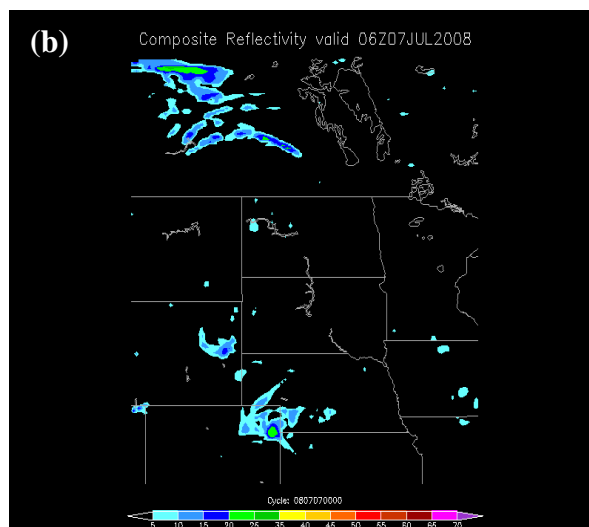 (b)
Composite Reflectivity valid 06Z07JUL2008
Cycle: 0807070000
5 10 15 20 25 35 40 45 50 55 60 65 70